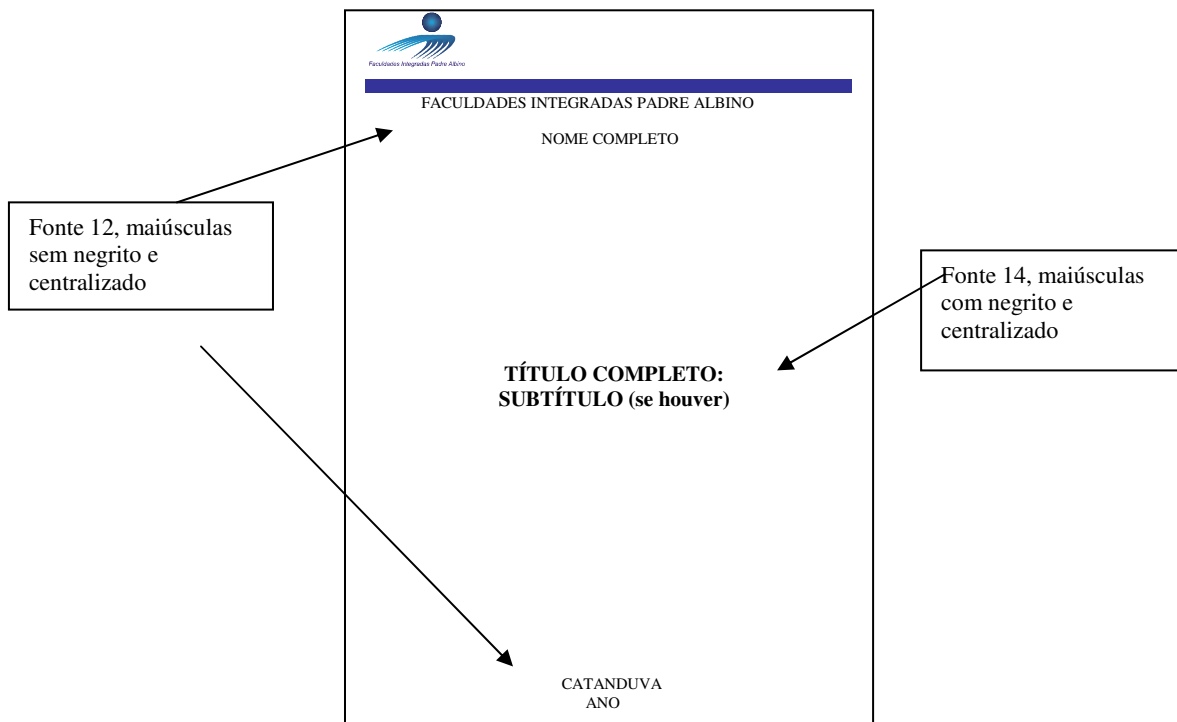 Faculdades Integradas Padre Albino
FACULDADES INTEGRADAS PADRE ALBINO
NOME COMPLETO
Fonte 12, maiúsculas
sem negrito e
centralizado
Fonte 14, maiúsculas
com negrito e
centralizado
TÍTULO COMPLETO:
SUBTÍTULO (se houver)
CATANDUVA
ANO